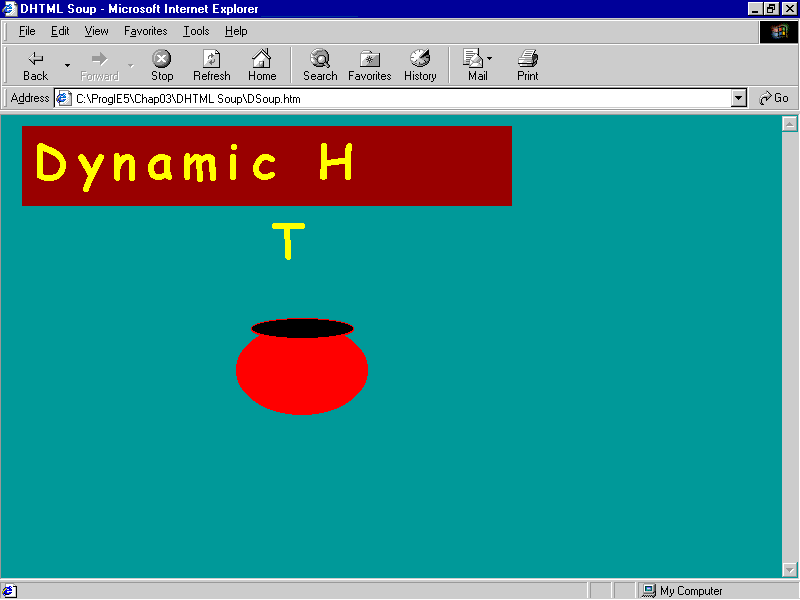 DHTML Soup - Microsoft Internet Explorer
File Edit View Favorites Tools Help
Back Forward Stop Refresh Home Search Favorites History Mail Print
Address C:\ProgIE5\Chap03\DHTML Soup\DSoup.htm Go
Dynamic H
T
My Computer